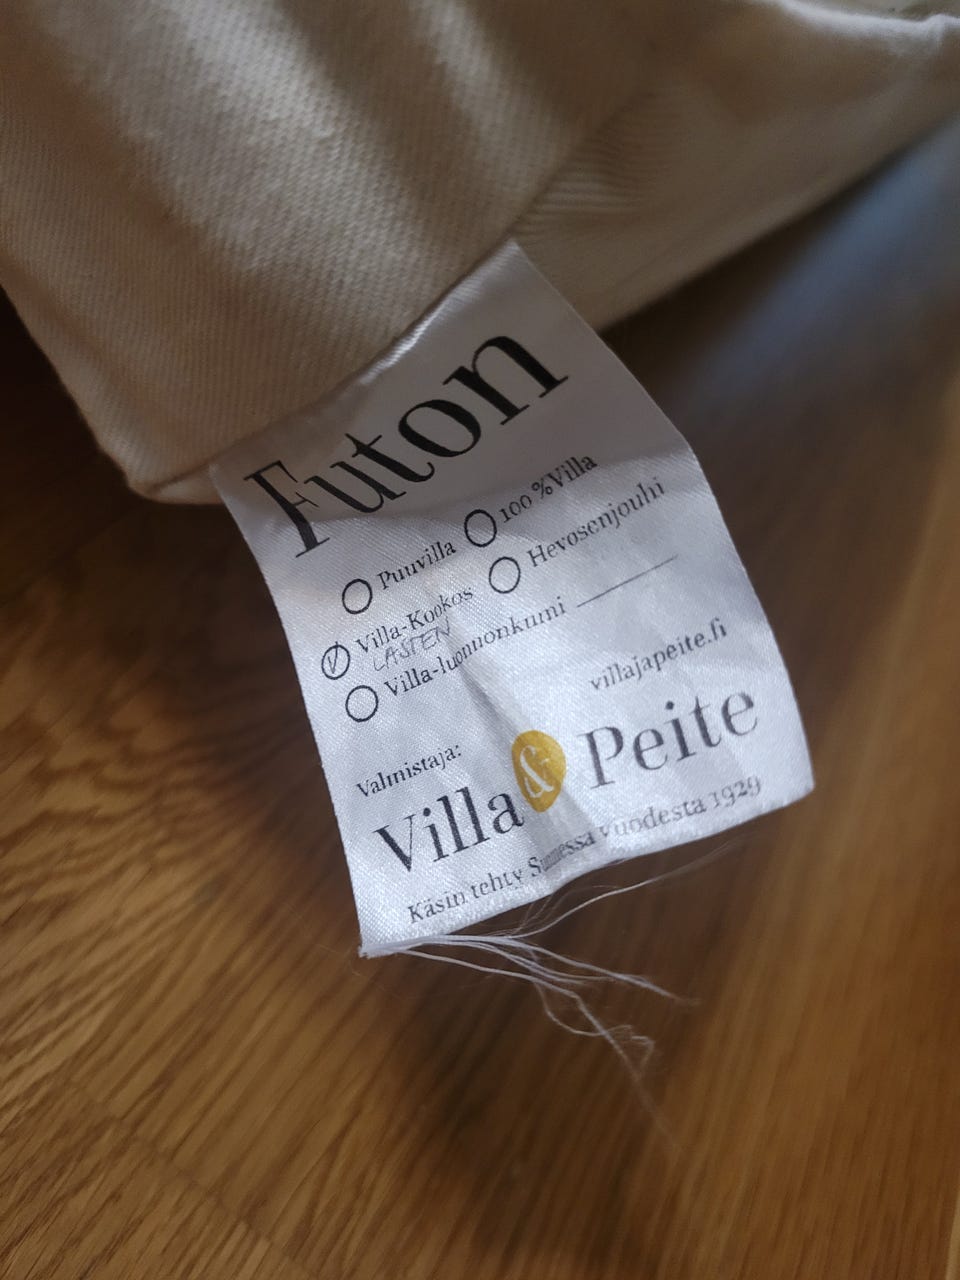 Futon
Puuvilla 100 %Villa
Villa-Kookos Hevosenjouhi
LASTEN
Villa-luonnonkumi
villajapeite.fi
Valmistaja:
Villa & Peite
Käsin tehty Suomessa vuodesta 1929